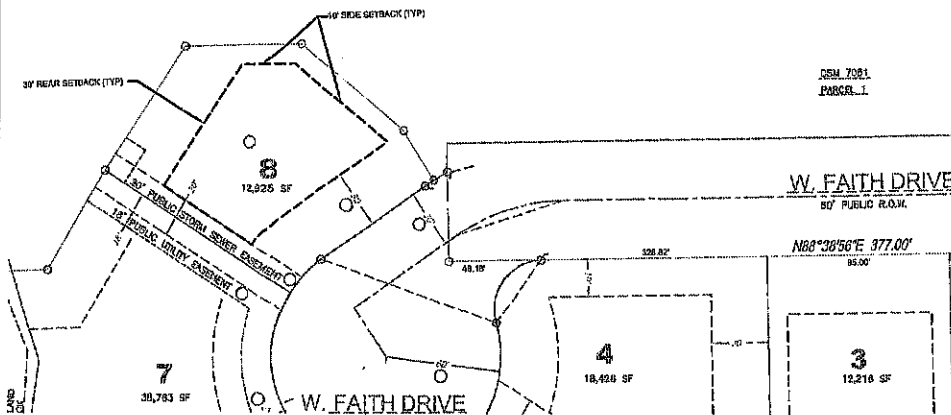 10' SIDE SETBACK (TYP)
30' REAR SETBACK (TYP)
CSM 7081
PARCEL 1
8
12,925 SF
30' PUBLIC STORM SEWER EASEMENT
PUBLIC UTILITY EASEMENT
W. FAITH DRIVE
60' PUBLIC R.O.W.
N88°38'56"E 377.00'
328.82'
85.00'
48.18'
7
38,763 SF
4
18,426 SF
3
12,216 SF
W. FAITH DRIVE